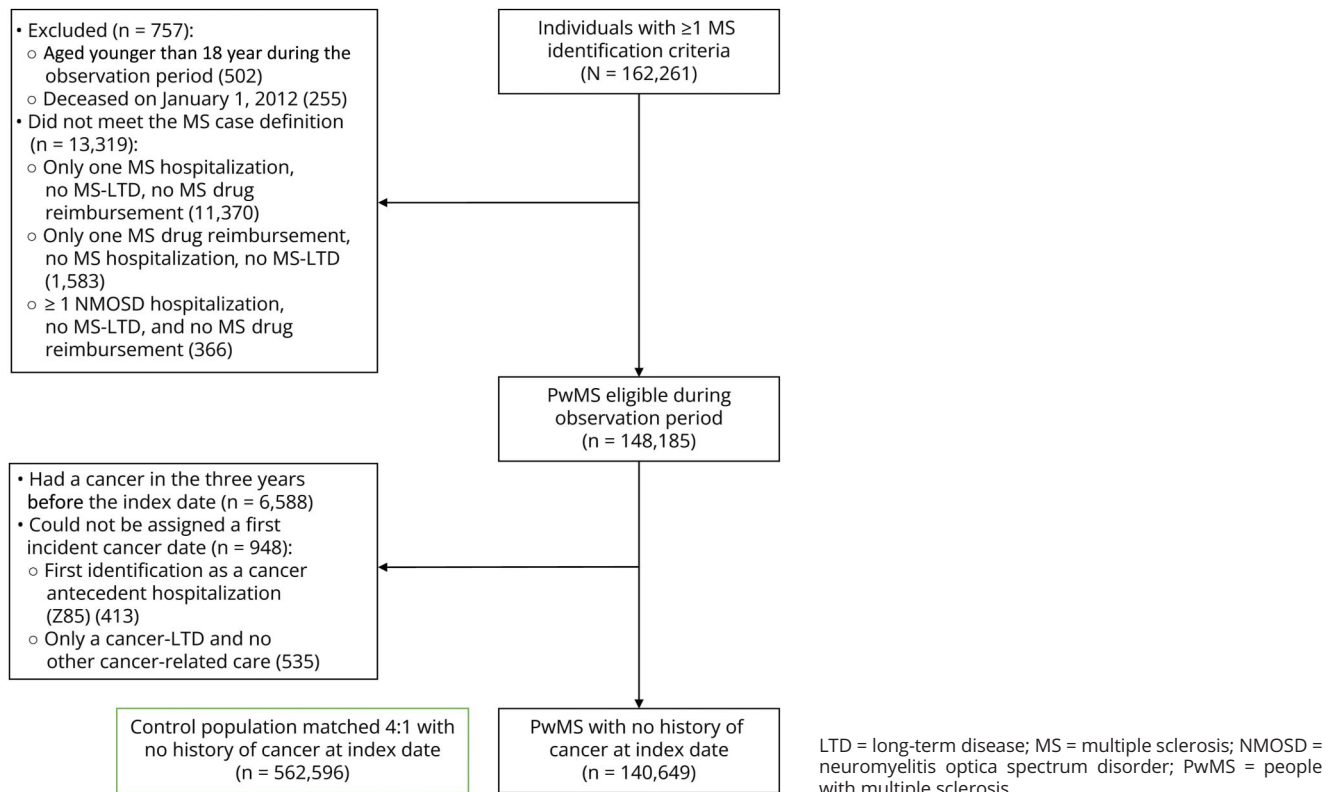 • Excluded (n = 757):
○ Aged younger than 18 year during the
observation period (502)
○ Deceased on January 1, 2012 (255)
• Did not meet the MS case definition
(n = 13,319):
○ Only one MS hospitalization,
no MS-LTD, no MS drug
reimbursement (11,370)
○ Only one MS drug reimbursement,
no MS hospitalization, no MS-LTD
(1,583)
○ ≥ 1 NMOSD hospitalization,
no MS-LTD, and no MS drug
reimbursement (366)
Individuals with ≥1 MS
identification criteria
(N = 162,261)
PwMS eligible during
observation period
(n = 148,185)
• Had a cancer in the three years
before the index date (n = 6,588)
• Could not be assigned a first
incident cancer date (n = 948):
○ First identification as a cancer
antecedent hospitalization
(Z85) (413)
○ Only a cancer-LTD and no
other cancer-related care (535)
Control population matched 4:1 with
no history of cancer at index date
(n = 562,596)
PwMS with no history of
cancer at index date
(n = 140,649)
LTD = long-term disease; MS = multiple sclerosis; NMOSD =
neuromyelitis optica spectrum disorder; PwMS = people
with multiple sclerosis